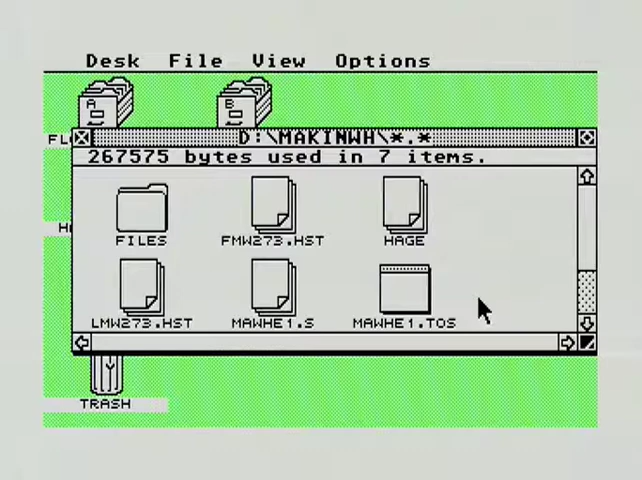 Desk File View Options
A B
FL
D:\MAKINWH\*.*
267575 bytes used in 7 items.
H
FILES FMW273.HST HAGE
LMW273.HST MAWHE1.S MAWHE1.TOS
TRASH